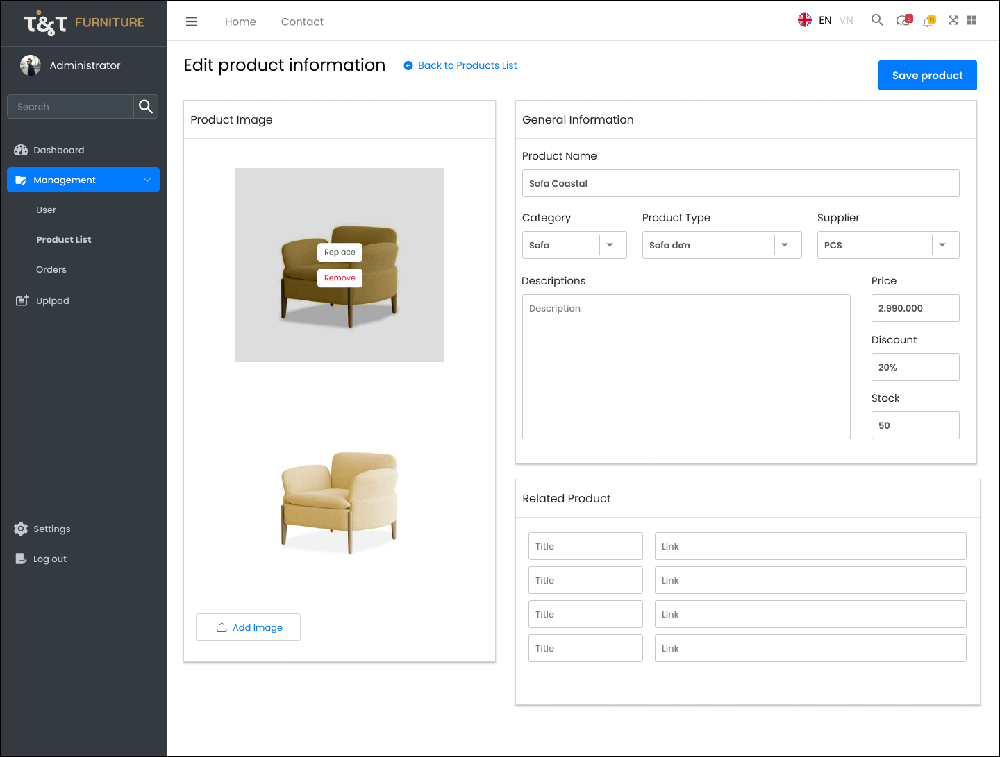 T&T FURNITURE
Home
Contact
EN VN
3
15
Administrator
Search
Dashboard
Management
User
Product List
Orders
Uplpad
Settings
Log out
Edit product information
Back to Products List
Save product
Product Image
Replace
Remove
Add Image
General Information
Product Name
Sofa Coastal
Category
Product Type
Supplier
Sofa
Sofa đơn
PCS
Descriptions
Price
Description
2.990.000
Discount
20%
Stock
50
Related Product
Title
Link
Title
Link
Title
Link
Title
Link